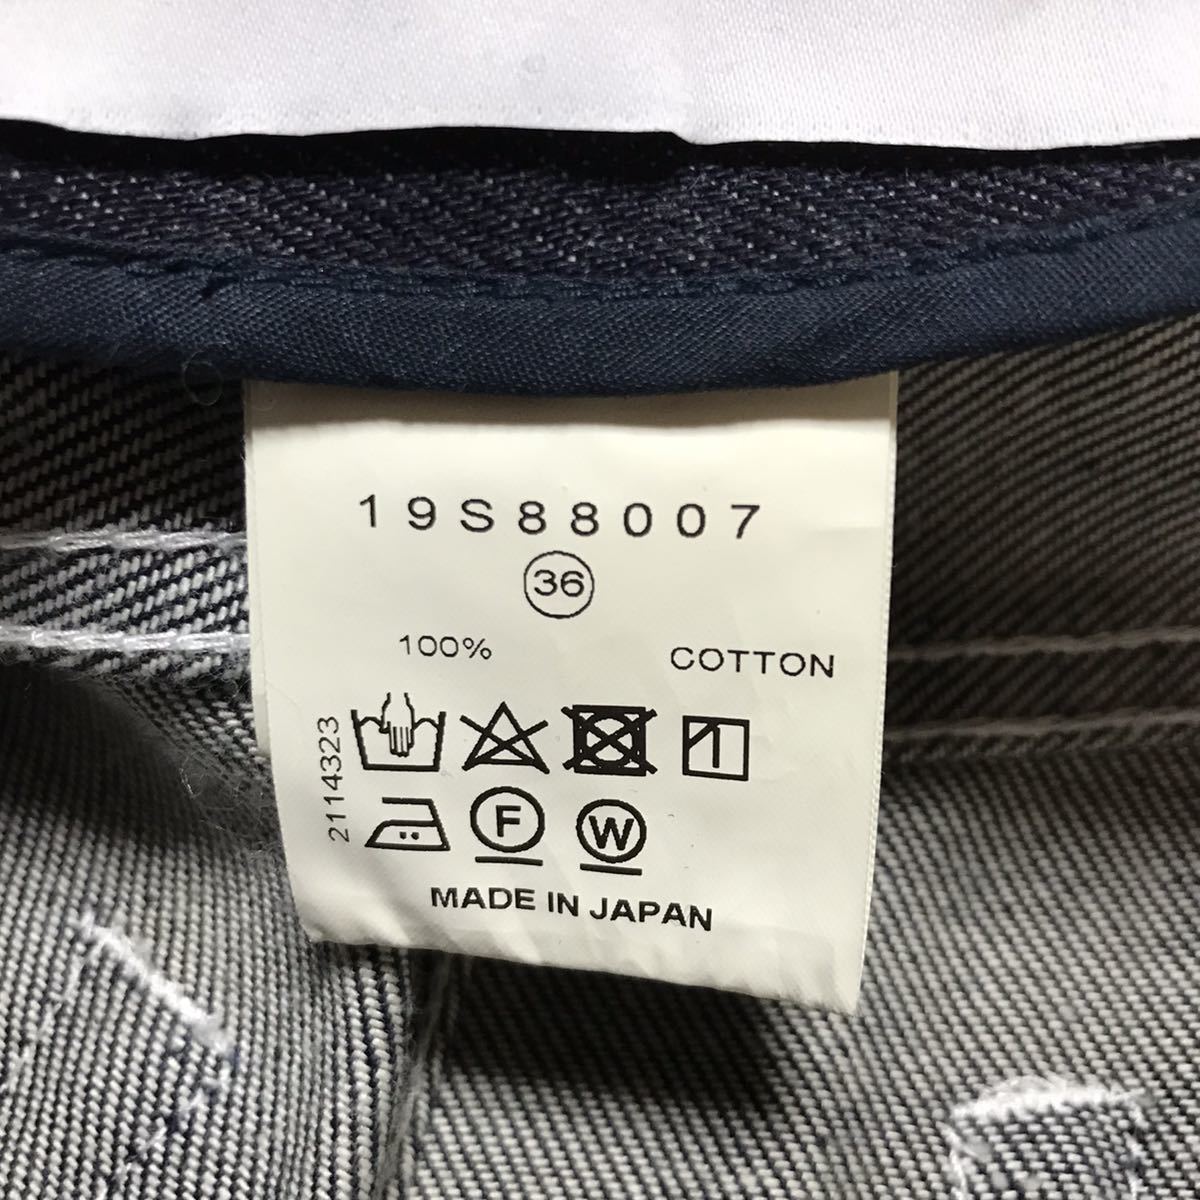 19S88007
36
100% COTTON
2114323
F W
MADE IN JAPAN